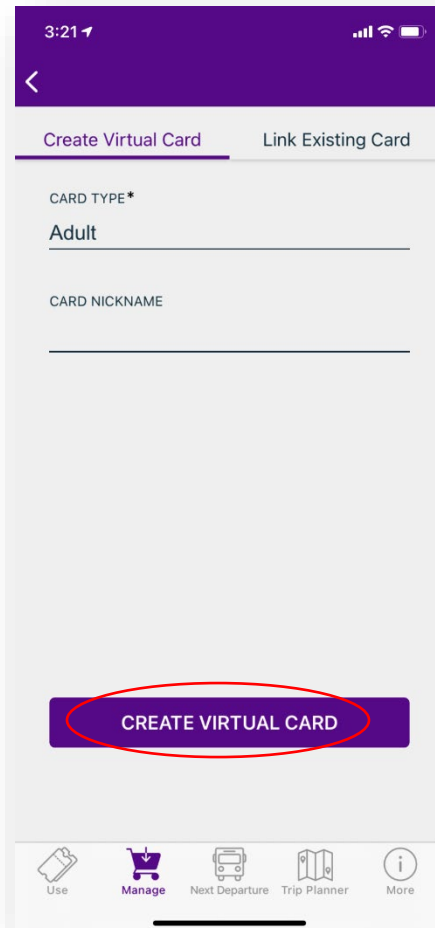 3:21
Create Virtual Card Link Existing Card
CARD TYPE*
Adult
CARD NICKNAME
CREATE VIRTUAL CARD
Use Manage Next Departure Trip Planner More